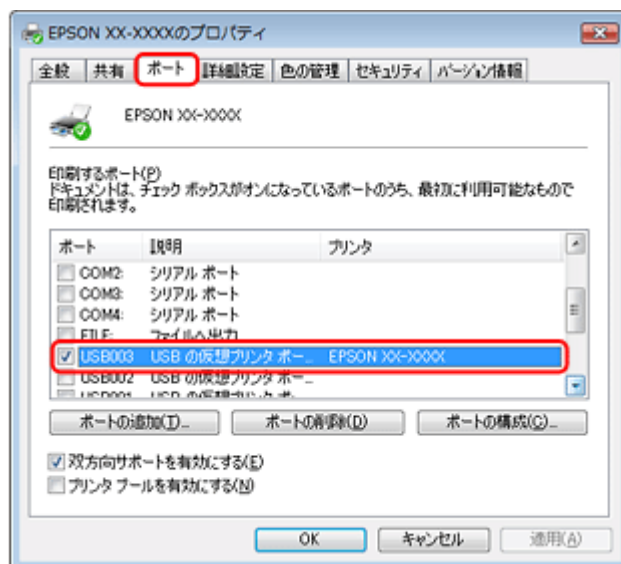 EPSON XX-XXXXのプロパティ
全般 共有 ポート 詳細設定 色の管理 セキュリティ バージョン情報
EPSON XX-XXXX
印刷するポート(P)
ドキュメントは、チェック ボックスがオンになっているポートのうち、最初に利用可能なもので
印刷されます。
ポート 説明 プリンタ
COM2: シリアル ポート
COM3: シリアル ポート
COM4: シリアル ポート
FILE: ファイルへ出力
USB003 USB の仮想プリンタ ポー... EPSON XX-XXXX
USB002 USB の仮想プリンタ ポー...
USB001 USB の仮想プリンタ ポー
ポートの追加(T)... ポートの削除(D) ポートの構成(C)...
双方向サポートを有効にする(E)
プリンタ プールを有効にする(N)
OK キャンセル 適用(A)